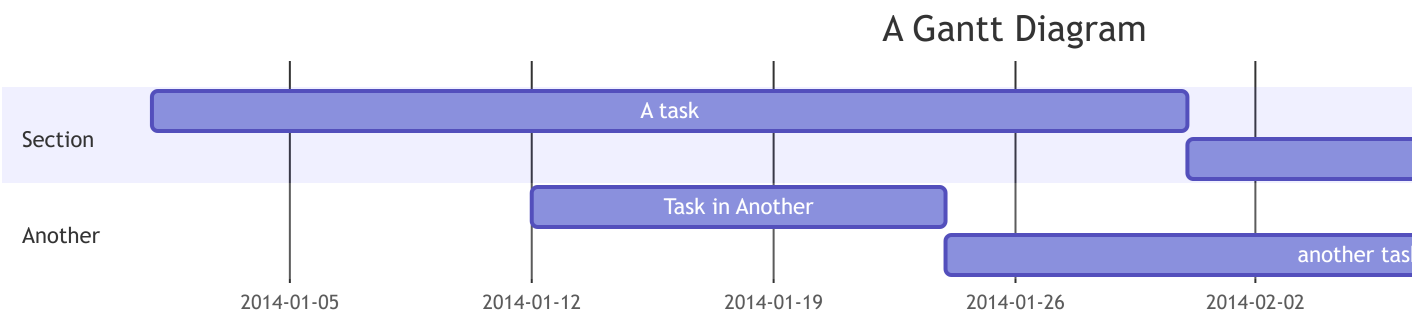 A Gantt Diagram
A task
Section
Task in Another
Another
another
2014-01-05 2014-01-12 2014-01-19 2014-01-26 2014-02-02